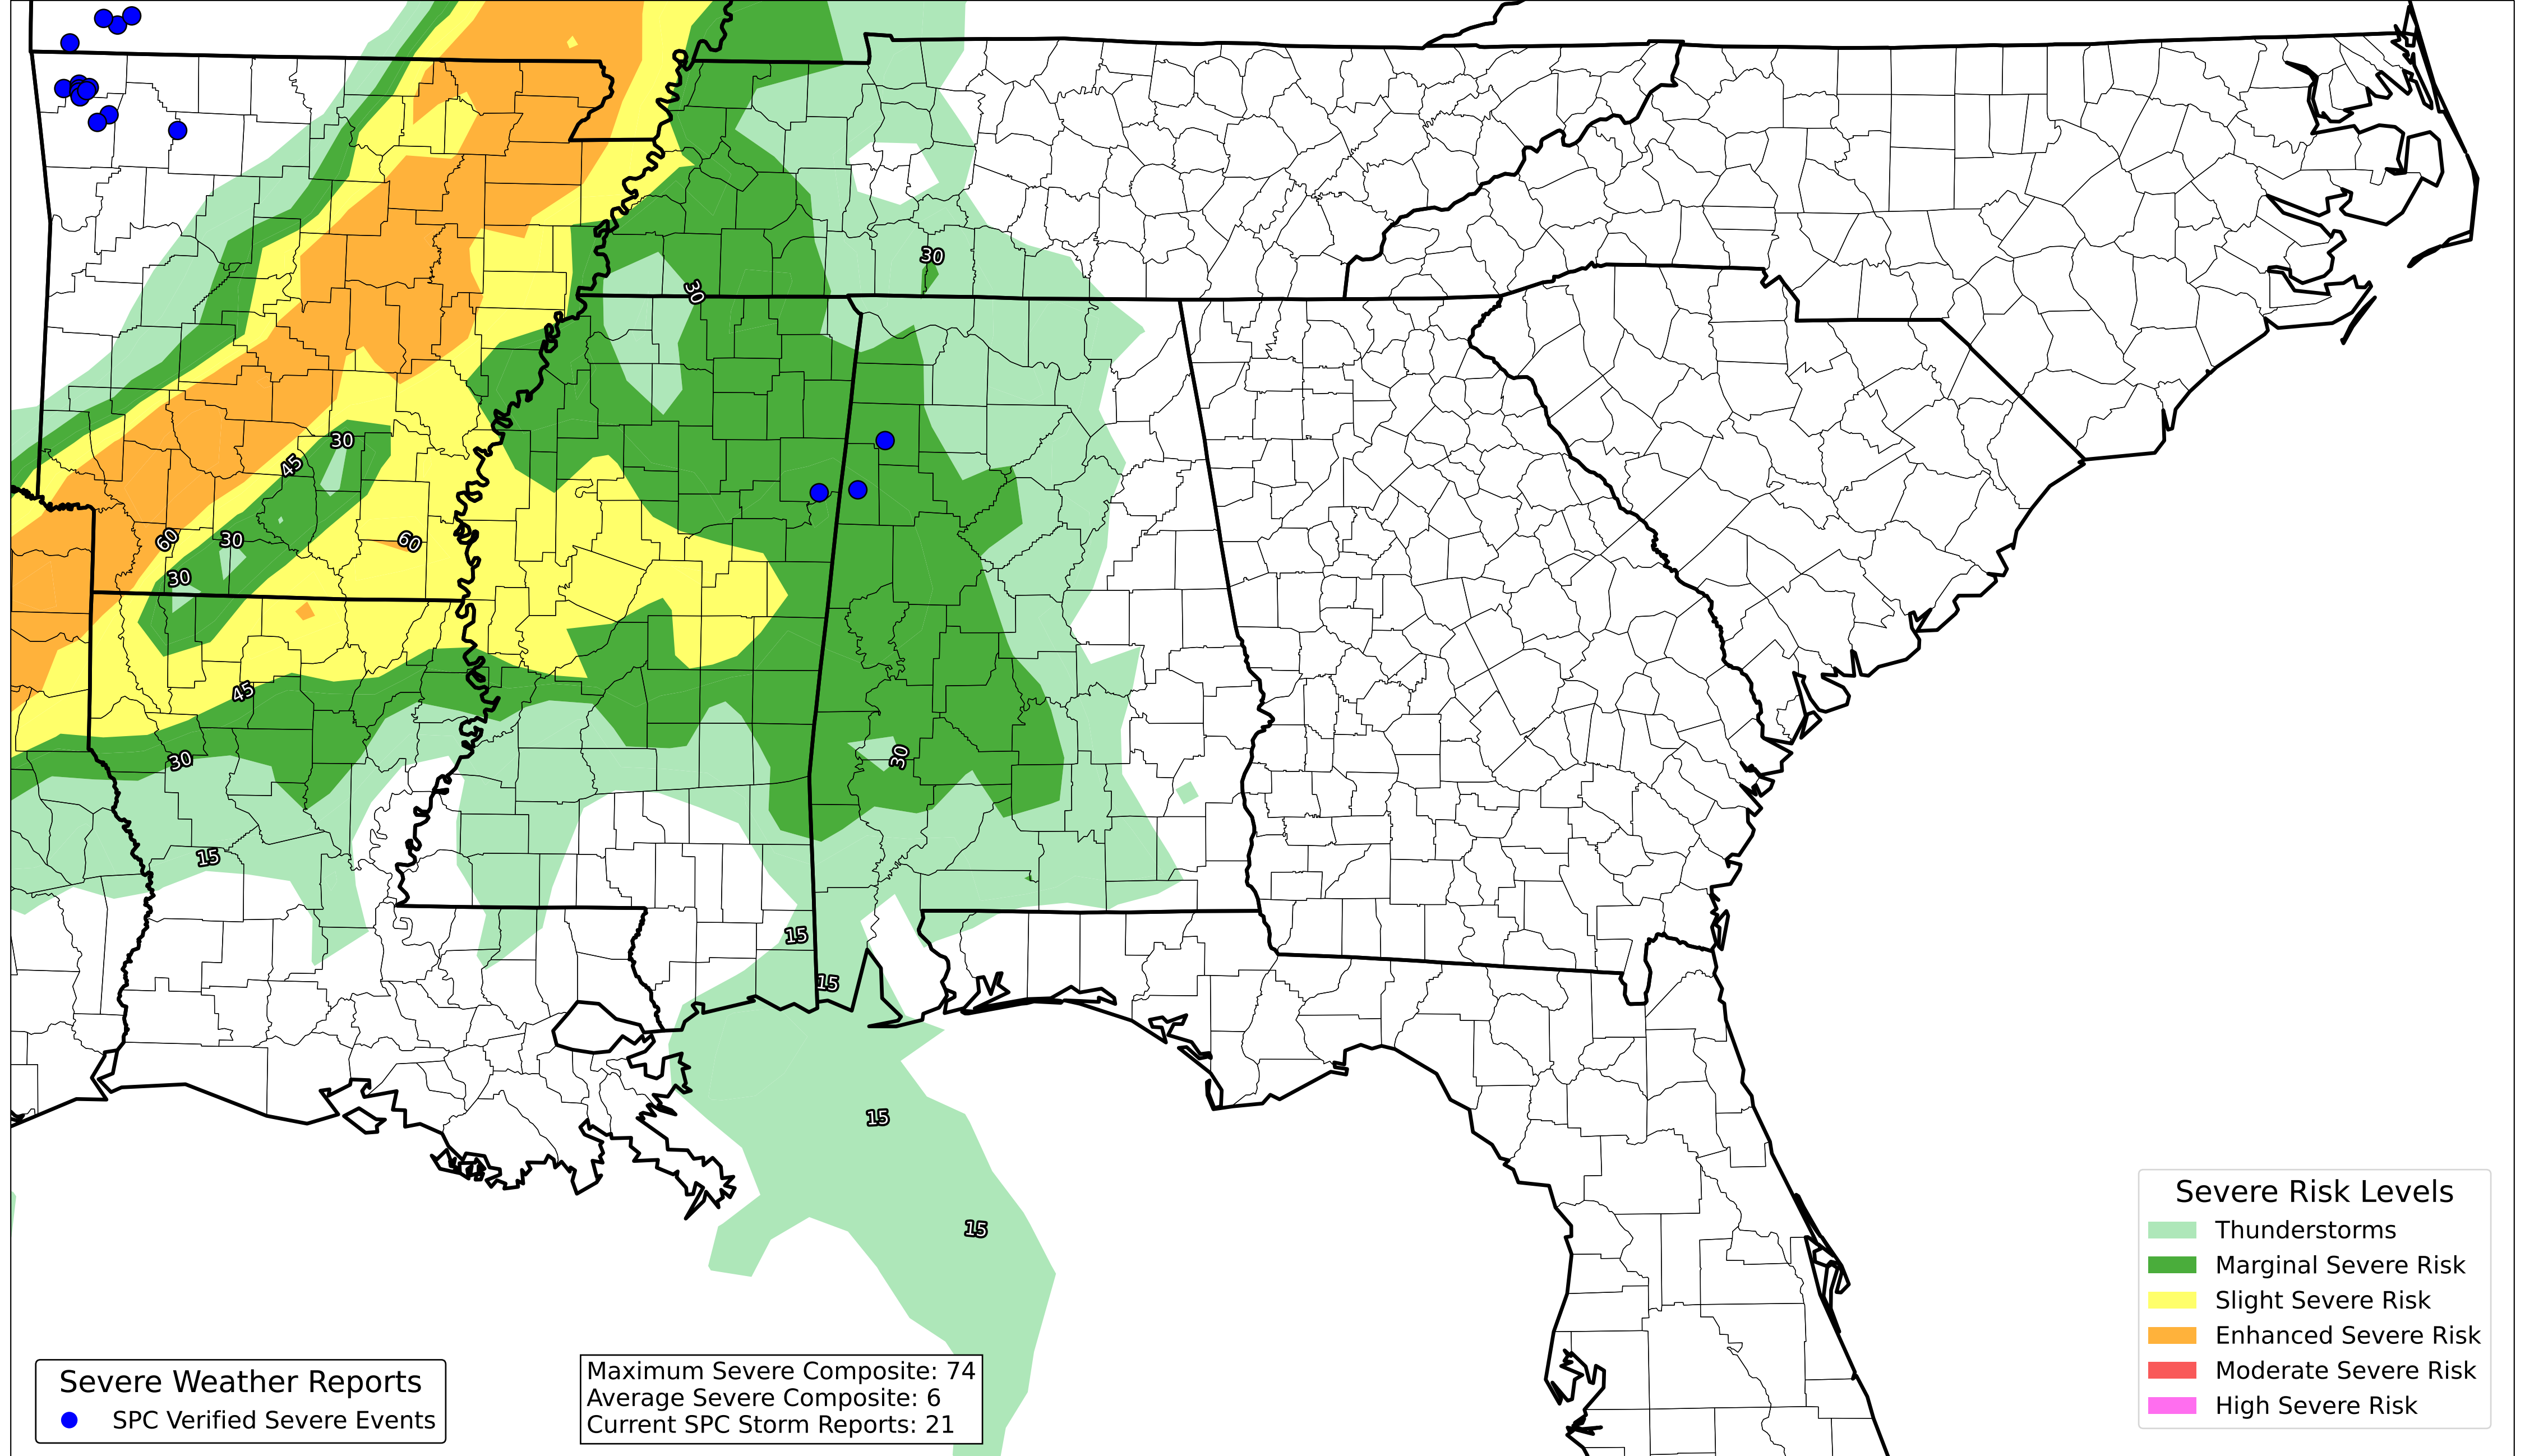 30
30
30
45
60
30
60
30
45
30
30
15
15
15
15
15
Severe Risk Levels
Thunderstorms
Marginal Severe Risk
Slight Severe Risk
Enhanced Severe Risk
Moderate Severe Risk
High Severe Risk
Severe Weather Reports
SPC Verified Severe Events
Maximum Severe Composite: 74
Average Severe Composite: 6
Current SPC Storm Reports: 21